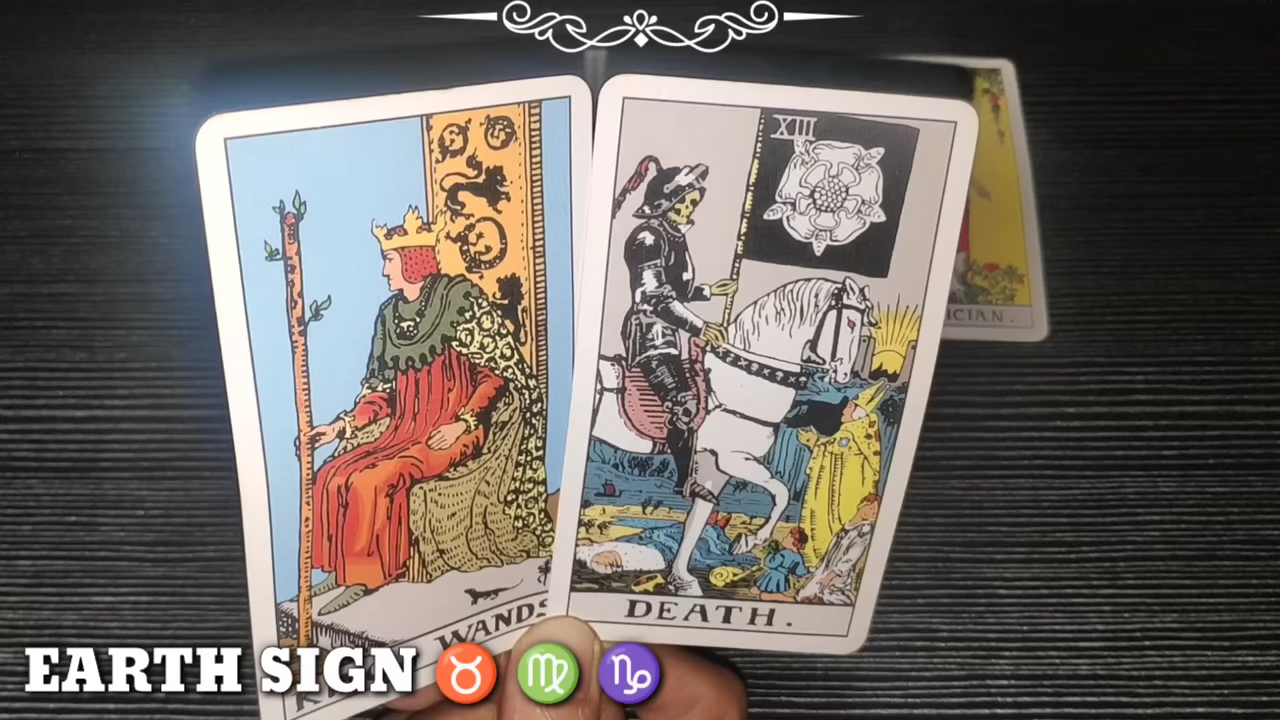 XIII
WANDS
DEATH.
ICIAN.
EARTH SIGN